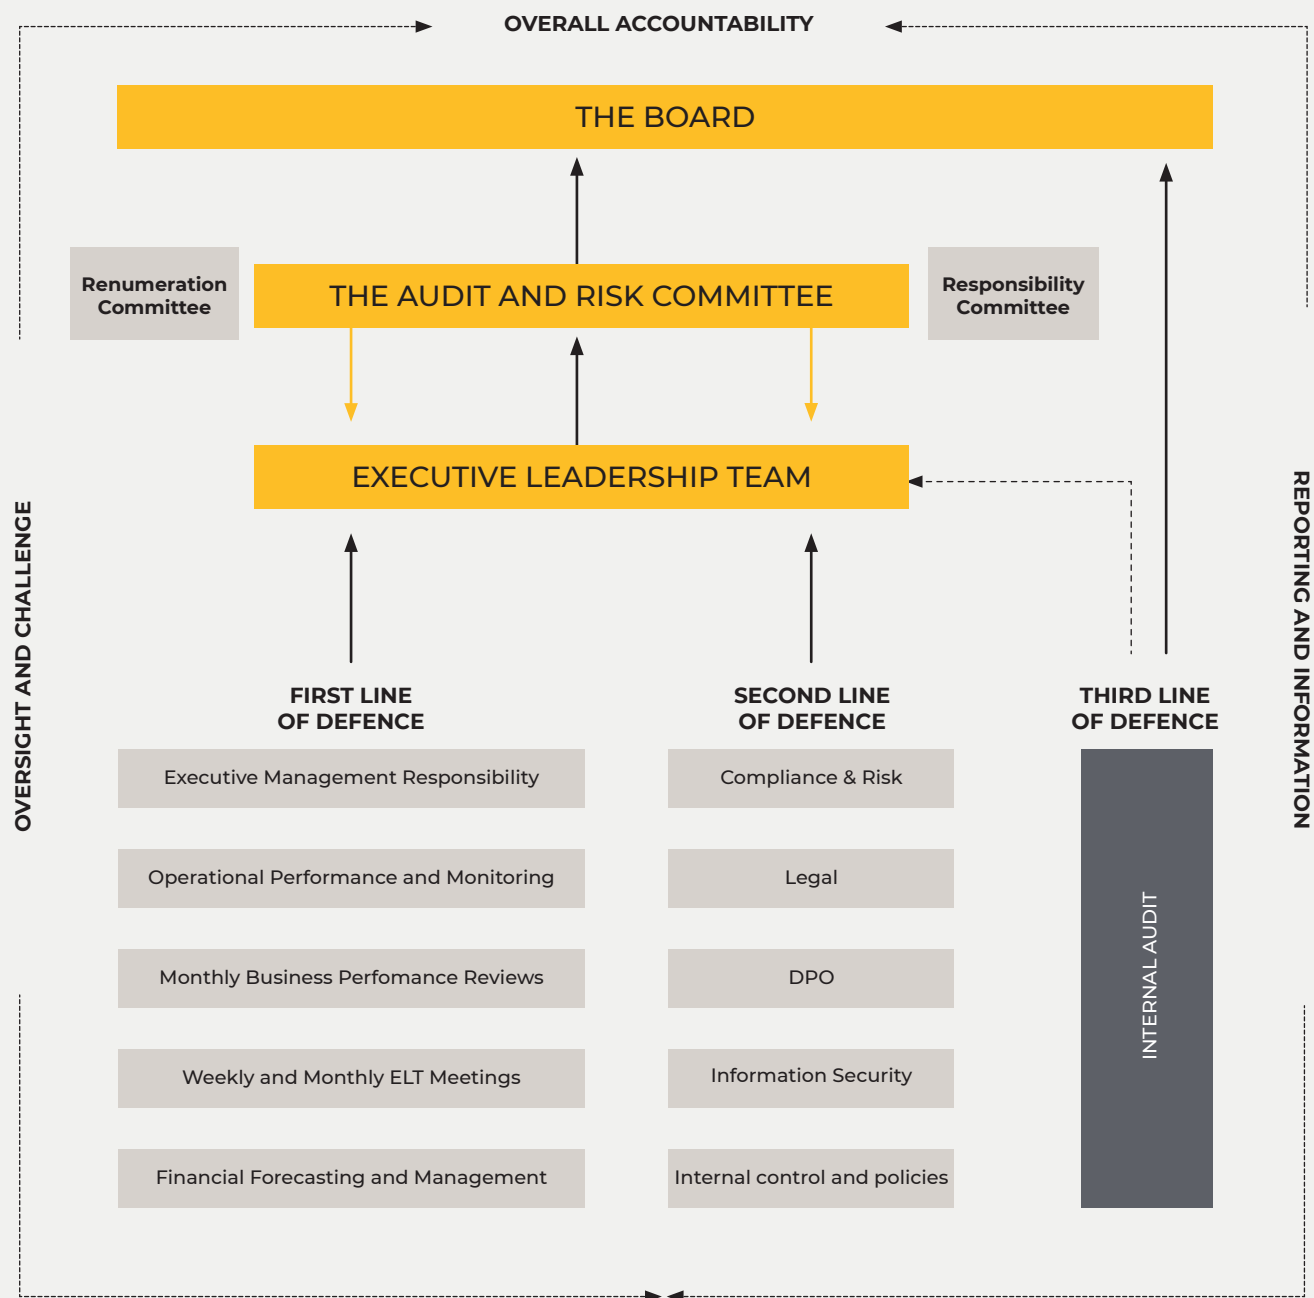 OVERALL ACCOUNTABILITY
THE BOARD
Renumeration
Committee
THE AUDIT AND RISK COMMITTEE
Responsibility
Committee
EXECUTIVE LEADERSHIP TEAM
OVERSIGHT AND CHALLENGE
REPORTING AND INFORMATION
FIRST LINE
OF DEFENCE
Executive Management Responsibility
Operational Performance and Monitoring
Monthly Business Perfomance Reviews
Weekly and Monthly ELT Meetings
Financial Forecasting and Management
SECOND LINE
OF DEFENCE
Compliance & Risk
Legal
DPO
Information Security
Internal control and policies
THIRD LINE
OF DEFENCE
INTERNAL AUDIT